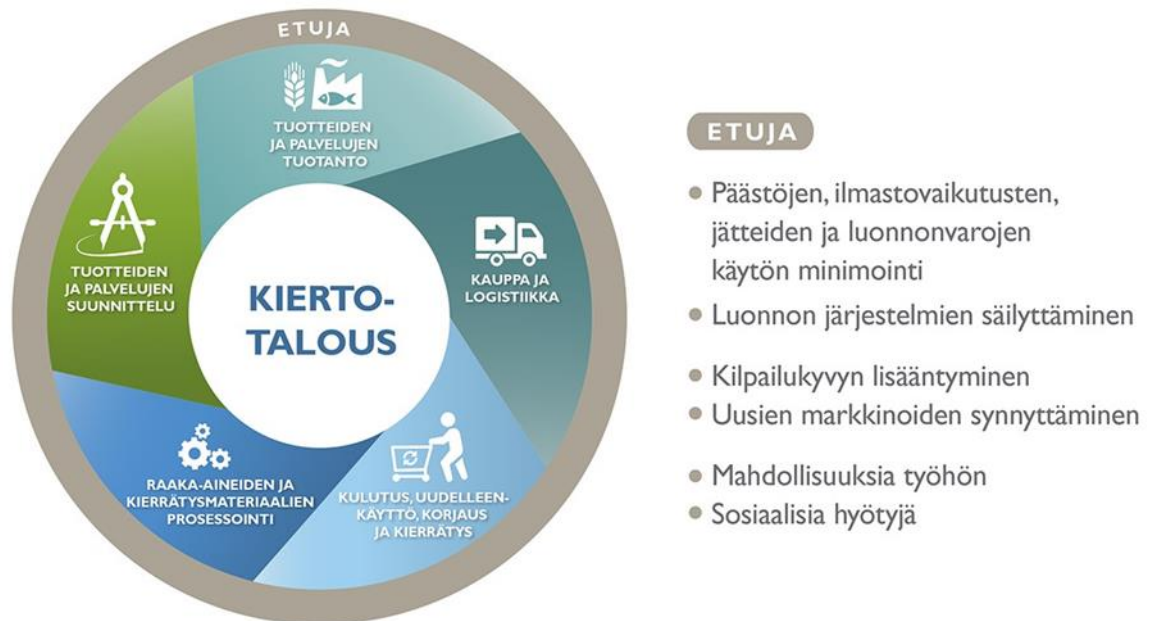 ETUJA
TUOTTEIDEN
JA PALVELUJEN
TUOTANTO
KAUPPA JA
LOGISTIIKKA
KULUTUS, UUDELLEEN-
KÄYTTÖ, KORJAUS
JA KIERRÄTYS
RAAKA-AINEIDEN JA
KIERRÄTYSMATERIAALIEN
PROSESSOINTI
TUOTTEIDEN
JA PALVELUJEN
SUUNNITTELU
KIERTO-
TALOUS
ETUJA
• Päästöjen, ilmastovaikutusten,
jätteiden ja luonnonvarojen
käytön minimointi
• Luonnon järjestelmien säilyttäminen
• Kilpailukyvyn lisääntyminen
• Uusien markkinoiden synnyttäminen
• Mahdollisuuksia työhön
• Sosiaalisia hyötyjä